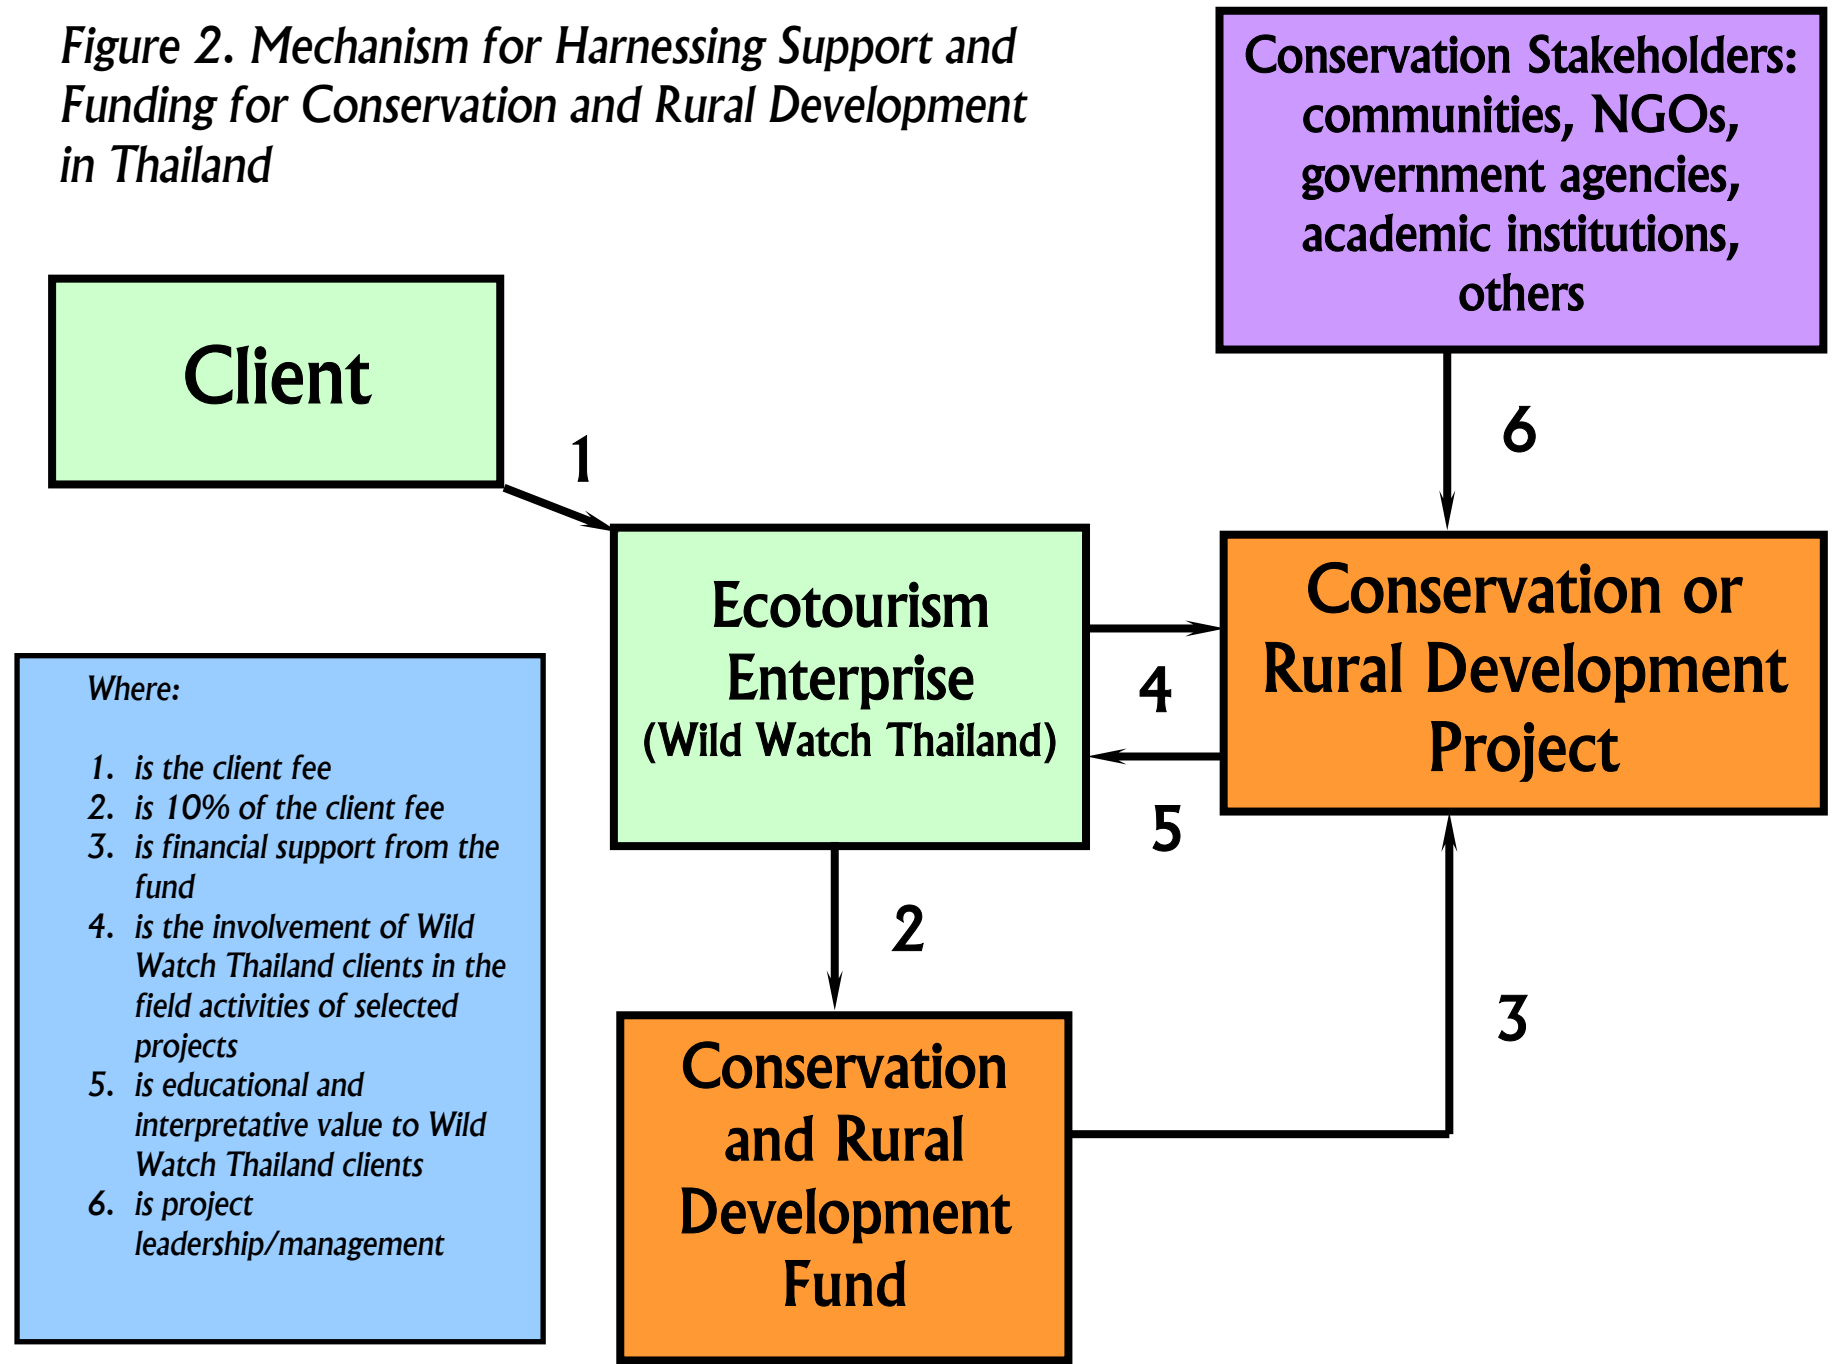 Figure 2. Mechanism for Harnessing Support and
Funding for Conservation and Rural Development
in Thailand
Conservation Stakeholders:
communities, NGOs,
government agencies,
academic institutions,
others
Client
1
6
Ecotourism
Enterprise
(Wild Watch Thailand)
4
5
Conservation or
Rural Development
Project
Where:
1. is the client fee
2. is 10% of the client fee
3. is financial support from the
fund
4. is the involvement of Wild
Watch Thailand clients in the
field activities of selected
projects
5. is educational and
interpretative value to Wild
Watch Thailand clients
6. is project
leadership/management
2
3
Conservation
and Rural
Development
Fund